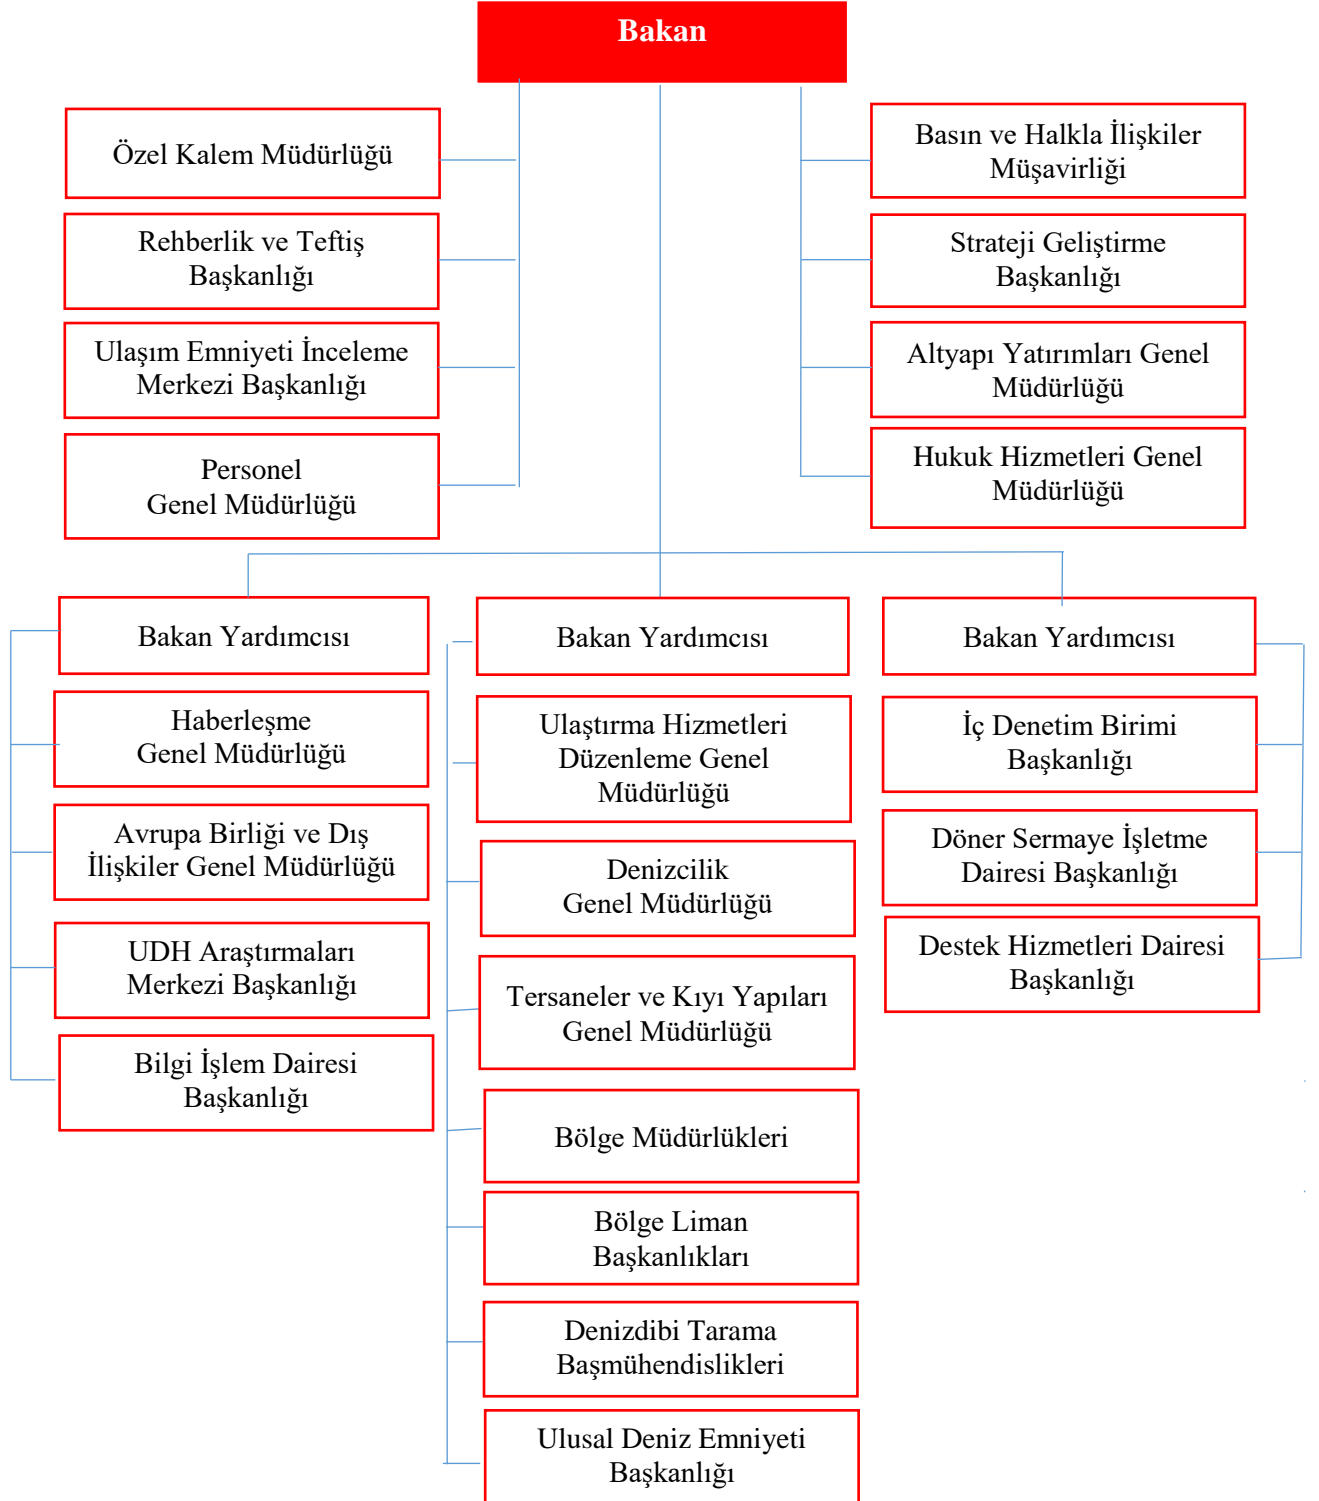 Bakan
Özel Kalem Müdürlüğü
Rehberlik ve Teftiş
Başkanlığı
Ulaşım Emniyeti İnceleme
Merkezi Başkanlığı
Personel
Genel Müdürlüğü
Basın ve Halkla İlişkiler
Müşavirliği
Strateji Geliştirme
Başkanlığı
Altyapı Yatırımları Genel
Müdürlüğü
Hukuk Hizmetleri Genel
Müdürlüğü
Bakan Yardımcısı
Haberleşme
Genel Müdürlüğü
Avrupa Birliği ve Dış
İlişkiler Genel Müdürlüğü
UDH Araştırmaları
Merkezi Başkanlığı
Bilgi İşlem Dairesi
Başkanlığı
Bakan Yardımcısı
Ulaştırma Hizmetleri
Düzenleme Genel
Müdürlüğü
Denizcilik
Genel Müdürlüğü
Tersaneler ve Kıyı Yapıları
Genel Müdürlüğü
Bölge Müdürlükleri
Bölge Liman
Başkanlıkları
Denizdibi Tarama
Başmühendislikleri
Ulusal Deniz Emniyeti
Başkanlığı
Bakan Yardımcısı
İç Denetim Birimi
Başkanlığı
Döner Sermaye İşletme
Dairesi Başkanlığı
Destek Hizmetleri Dairesi
Başkanlığı